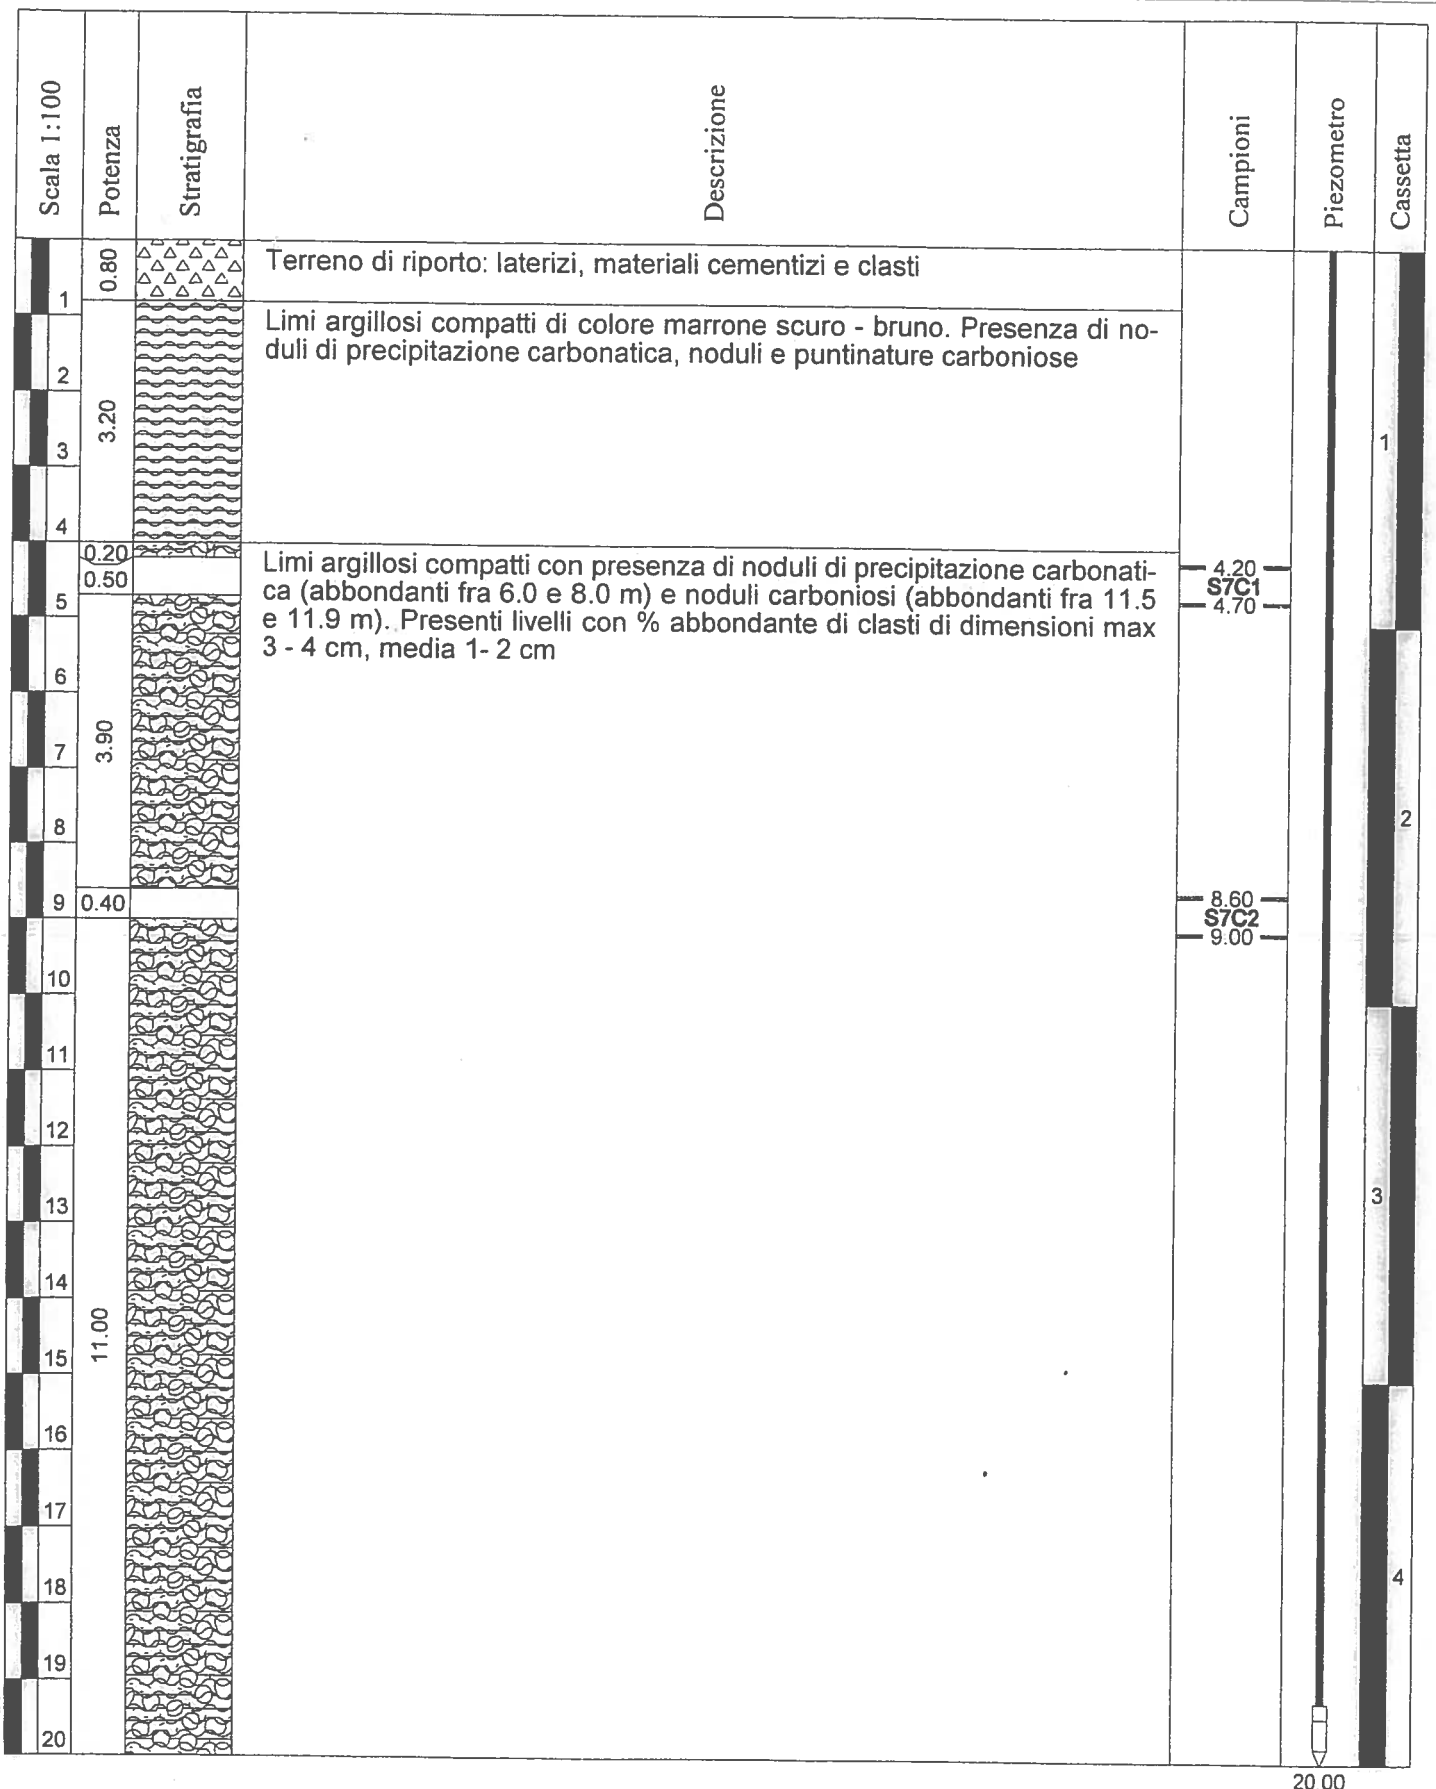 Scala 1:100
Potenza
Stratigrafia
Descrizione
Campioni
Piezometro
Cassetta
0.80
Terreno di riporto: laterizi, materiali cementizi e clasti
1
Limi argillosi compatti di colore marrone scuro - bruno. Presenza di no-
duli di precipitazione carbonatica, noduli e puntinature carboniose
2
3.20
3
1
4
0.20
Limi argillosi compatti con presenza di noduli di precipitazione carbonati-
ca (abbondanti fra 6.0 e 8.0 m) e noduli carboniosi (abbondanti fra 11.5
e 11.9 m). Presenti livelli con % abbondante di clasti di dimensioni max
3 - 4 cm, media 1- 2 cm
4.20
S7C1
4.70
0.50
5
6
3.90
7
8
2
9
0.40
8.60
S7C2
9.00
10
11
12
13
3
14
11.00
15
16
17
18
4
19
20
20.00